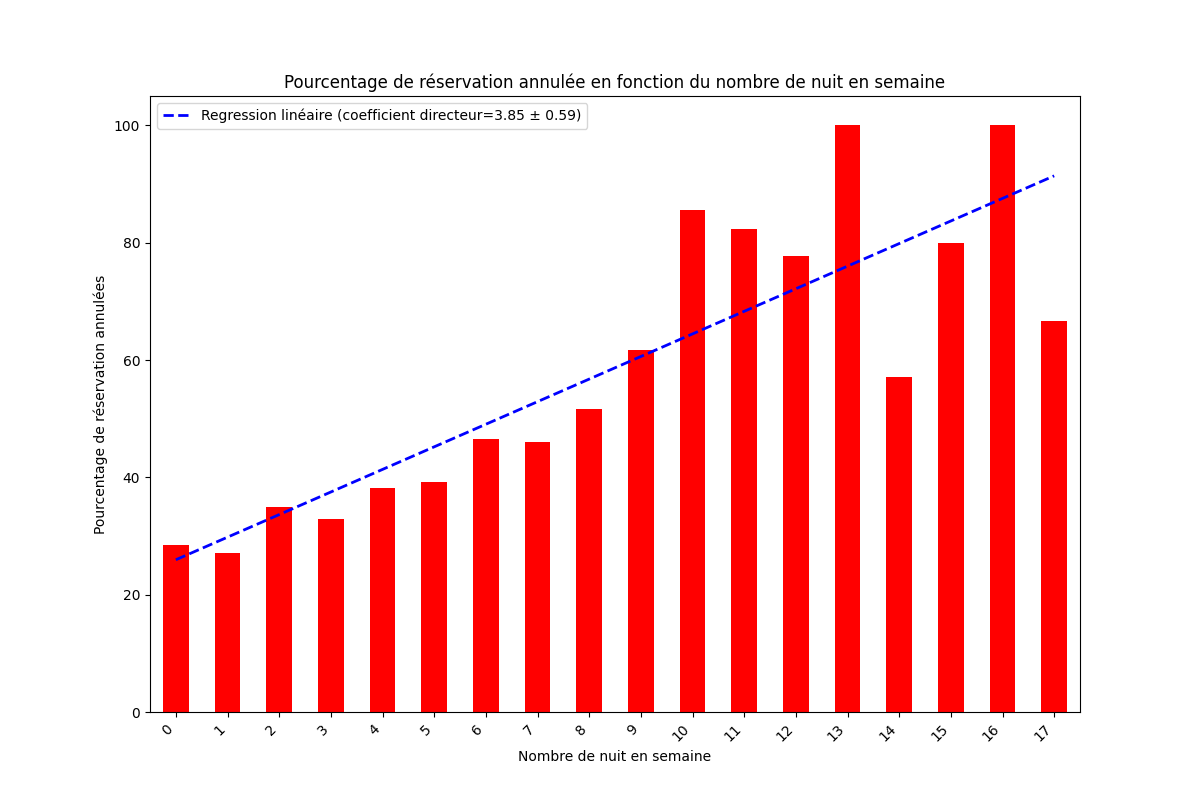 Pourcentage de réservation annulée en fonction du nombre de nuit en semaine
Regression linéaire (coefficient directeur=3.85 ± 0.59)
Pourcentage de réservation annulées
100
80
60
40
20
0
0 1 2 3 4 5 6 7 8 9 10 11 12 13 14 15 16 17
Nombre de nuit en semaine